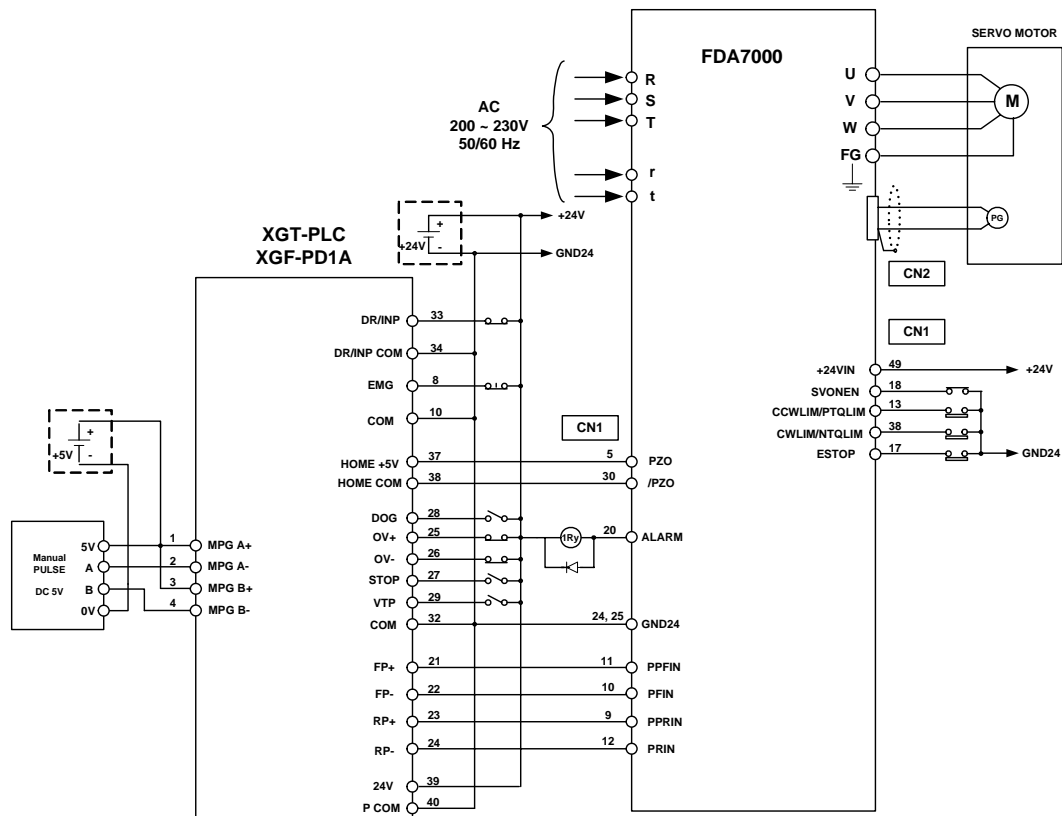 SERVO MOTOR
FDA7000
R
S
T
r
t
AC
200 ~ 230V
50/60 Hz
U
V
W
FG
M
PG
CN2
CN1
XGT-PLC
XGF-PD1A
+
+24V
-
+24V
GND24
DR/INP 33
DR/INP COM 34
EMG 8
COM 10
HOME +5V 37
HOME COM 38
DOG 28
OV+ 25
OV- 26
STOP 27
VTP 29
COM 32
FP+ 21
FP- 22
RP+ 23
RP- 24
24V 39
P COM 40
CN1
5 PZO
30 /PZO
1Ry
20 ALARM
24, 25 GND24
11 PPFIN
10 PFIN
9 PPRIN
12 PRIN
+24VIN 49 +24V
SVONEN 18
CCWLIM/PTQLIM 13
CWLIM/NTQLIM 38
ESTOP 17 GND24
+
+5V
-
Manual
PULSE
DC 5V
5V 1 MPG A+
A 2 MPG A-
B 3 MPG B+
0V 4 MPG B-